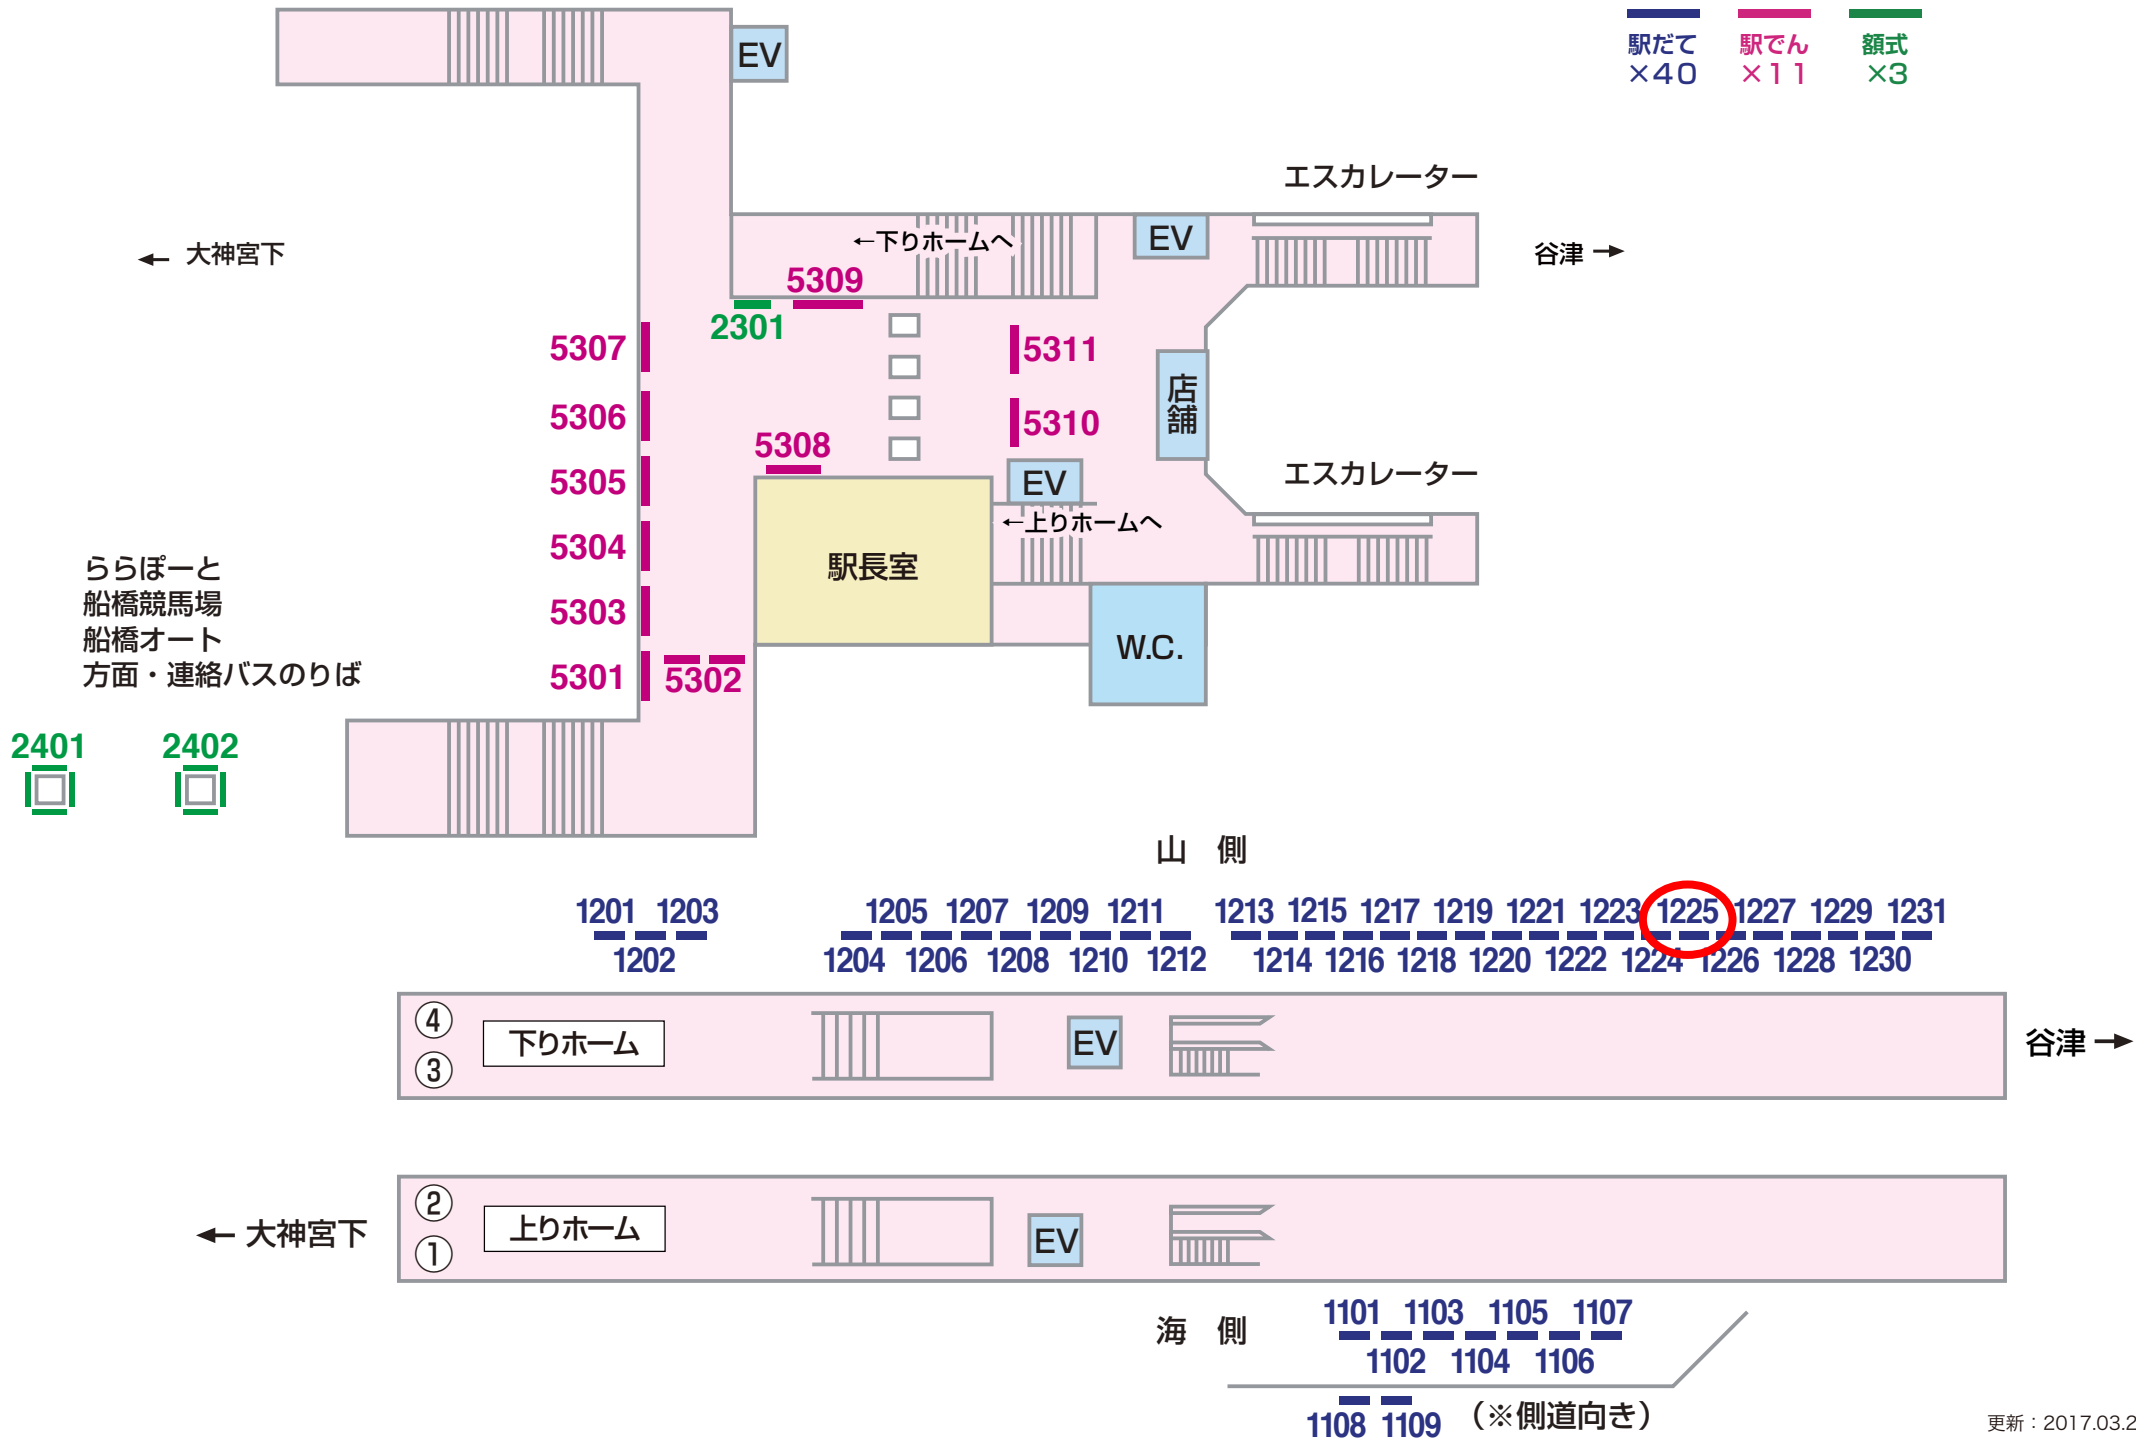 駅だて 駅でん 額式
×40 ×11 ×3
EV
エスカレーター
←下りホームへ
EV
← 大神宮下
谷津 →
5309
2301
5307
5311
店舗
5306
5310
5308
5305
EV
エスカレーター
←上りホームへ
5304
駅長室
ららぽーと
船橋競馬場
船橋オート
方面・連絡バスのりば
5303
W.C.
5301
5302
2401
2402
山 側
1201 1203 1205 1207 1209 1211 1213 1215 1217 1219 1221 1223 1225 1227 1229 1231
1202 1204 1206 1208 1210 1212 1214 1216 1218 1220 1222 1224 1226 1228 1230
④
下りホーム
EV
③
谷津 →
②
← 大神宮下
上りホーム
EV
①
海 側
1101 1103 1105 1107
1102 1104 1106
1108 1109 (※側道向き)
更新：2017.03.2